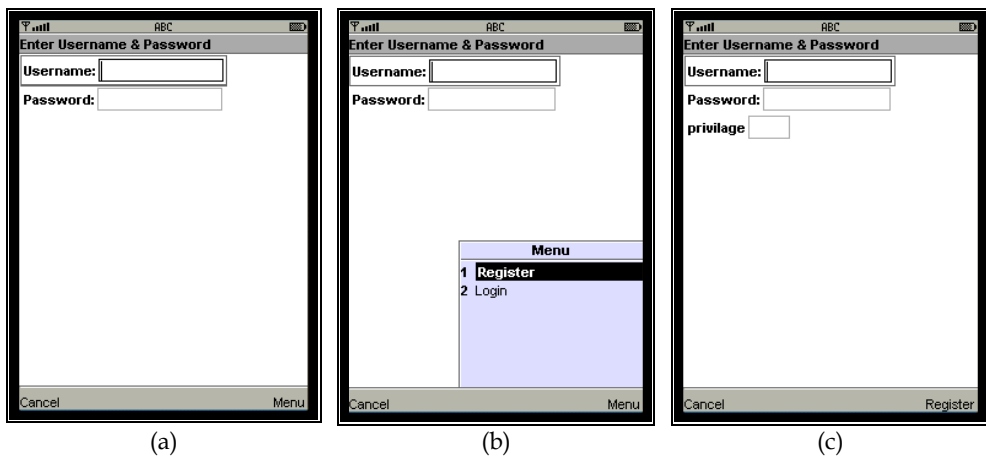 ABC
Enter Username & Password
Username:
Password:
Cancel Menu
(a)
ABC
Enter Username & Password
Username:
Password:
Menu
1 Register
2 Login
Cancel Menu
(b)
ABC
Enter Username & Password
Username:
Password:
privilage
Cancel Register
(c)